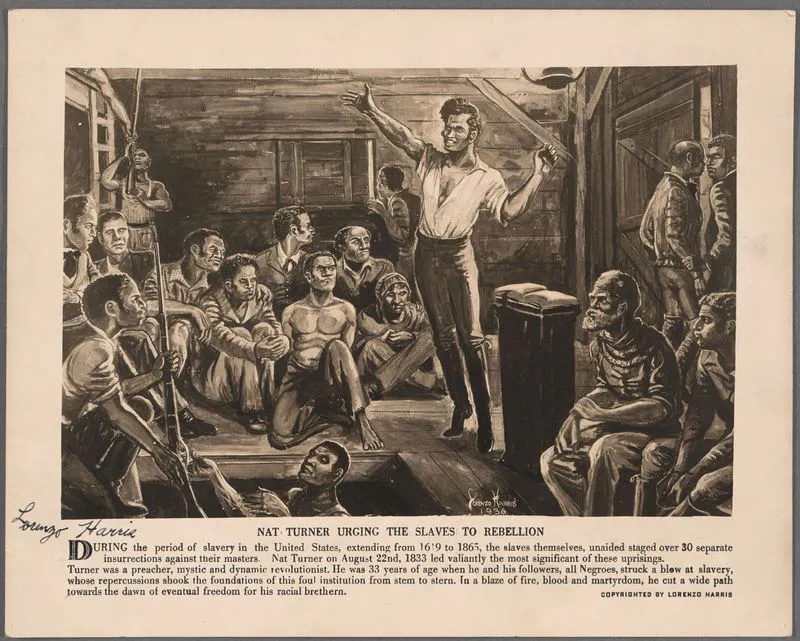 Lorenzo Harris
1936
Lorenzo Harris
NAT TURNER URGING THE SLAVES TO REBELLION
DURING the period of slavery in the United States, extending from 1619 to 1865, the slaves themselves, unaided staged over 30 separate
insurrections against their masters. Nat Turner on August 22nd, 1833 led valiantly the most significant of these uprisings.
Turner was a preacher, mystic and dynamic revolutionist. He was 33 years of age when he and his followers, all Negroes, struck a blow at slavery,
whose repercussions shook the foundations of this foul institution from stem to stern. In a blaze of fire, blood and martyrdom, he cut a wide path
towards the dawn of eventual freedom for his racial brethern.
COPYRIGHTED BY LORENZO HARRIS